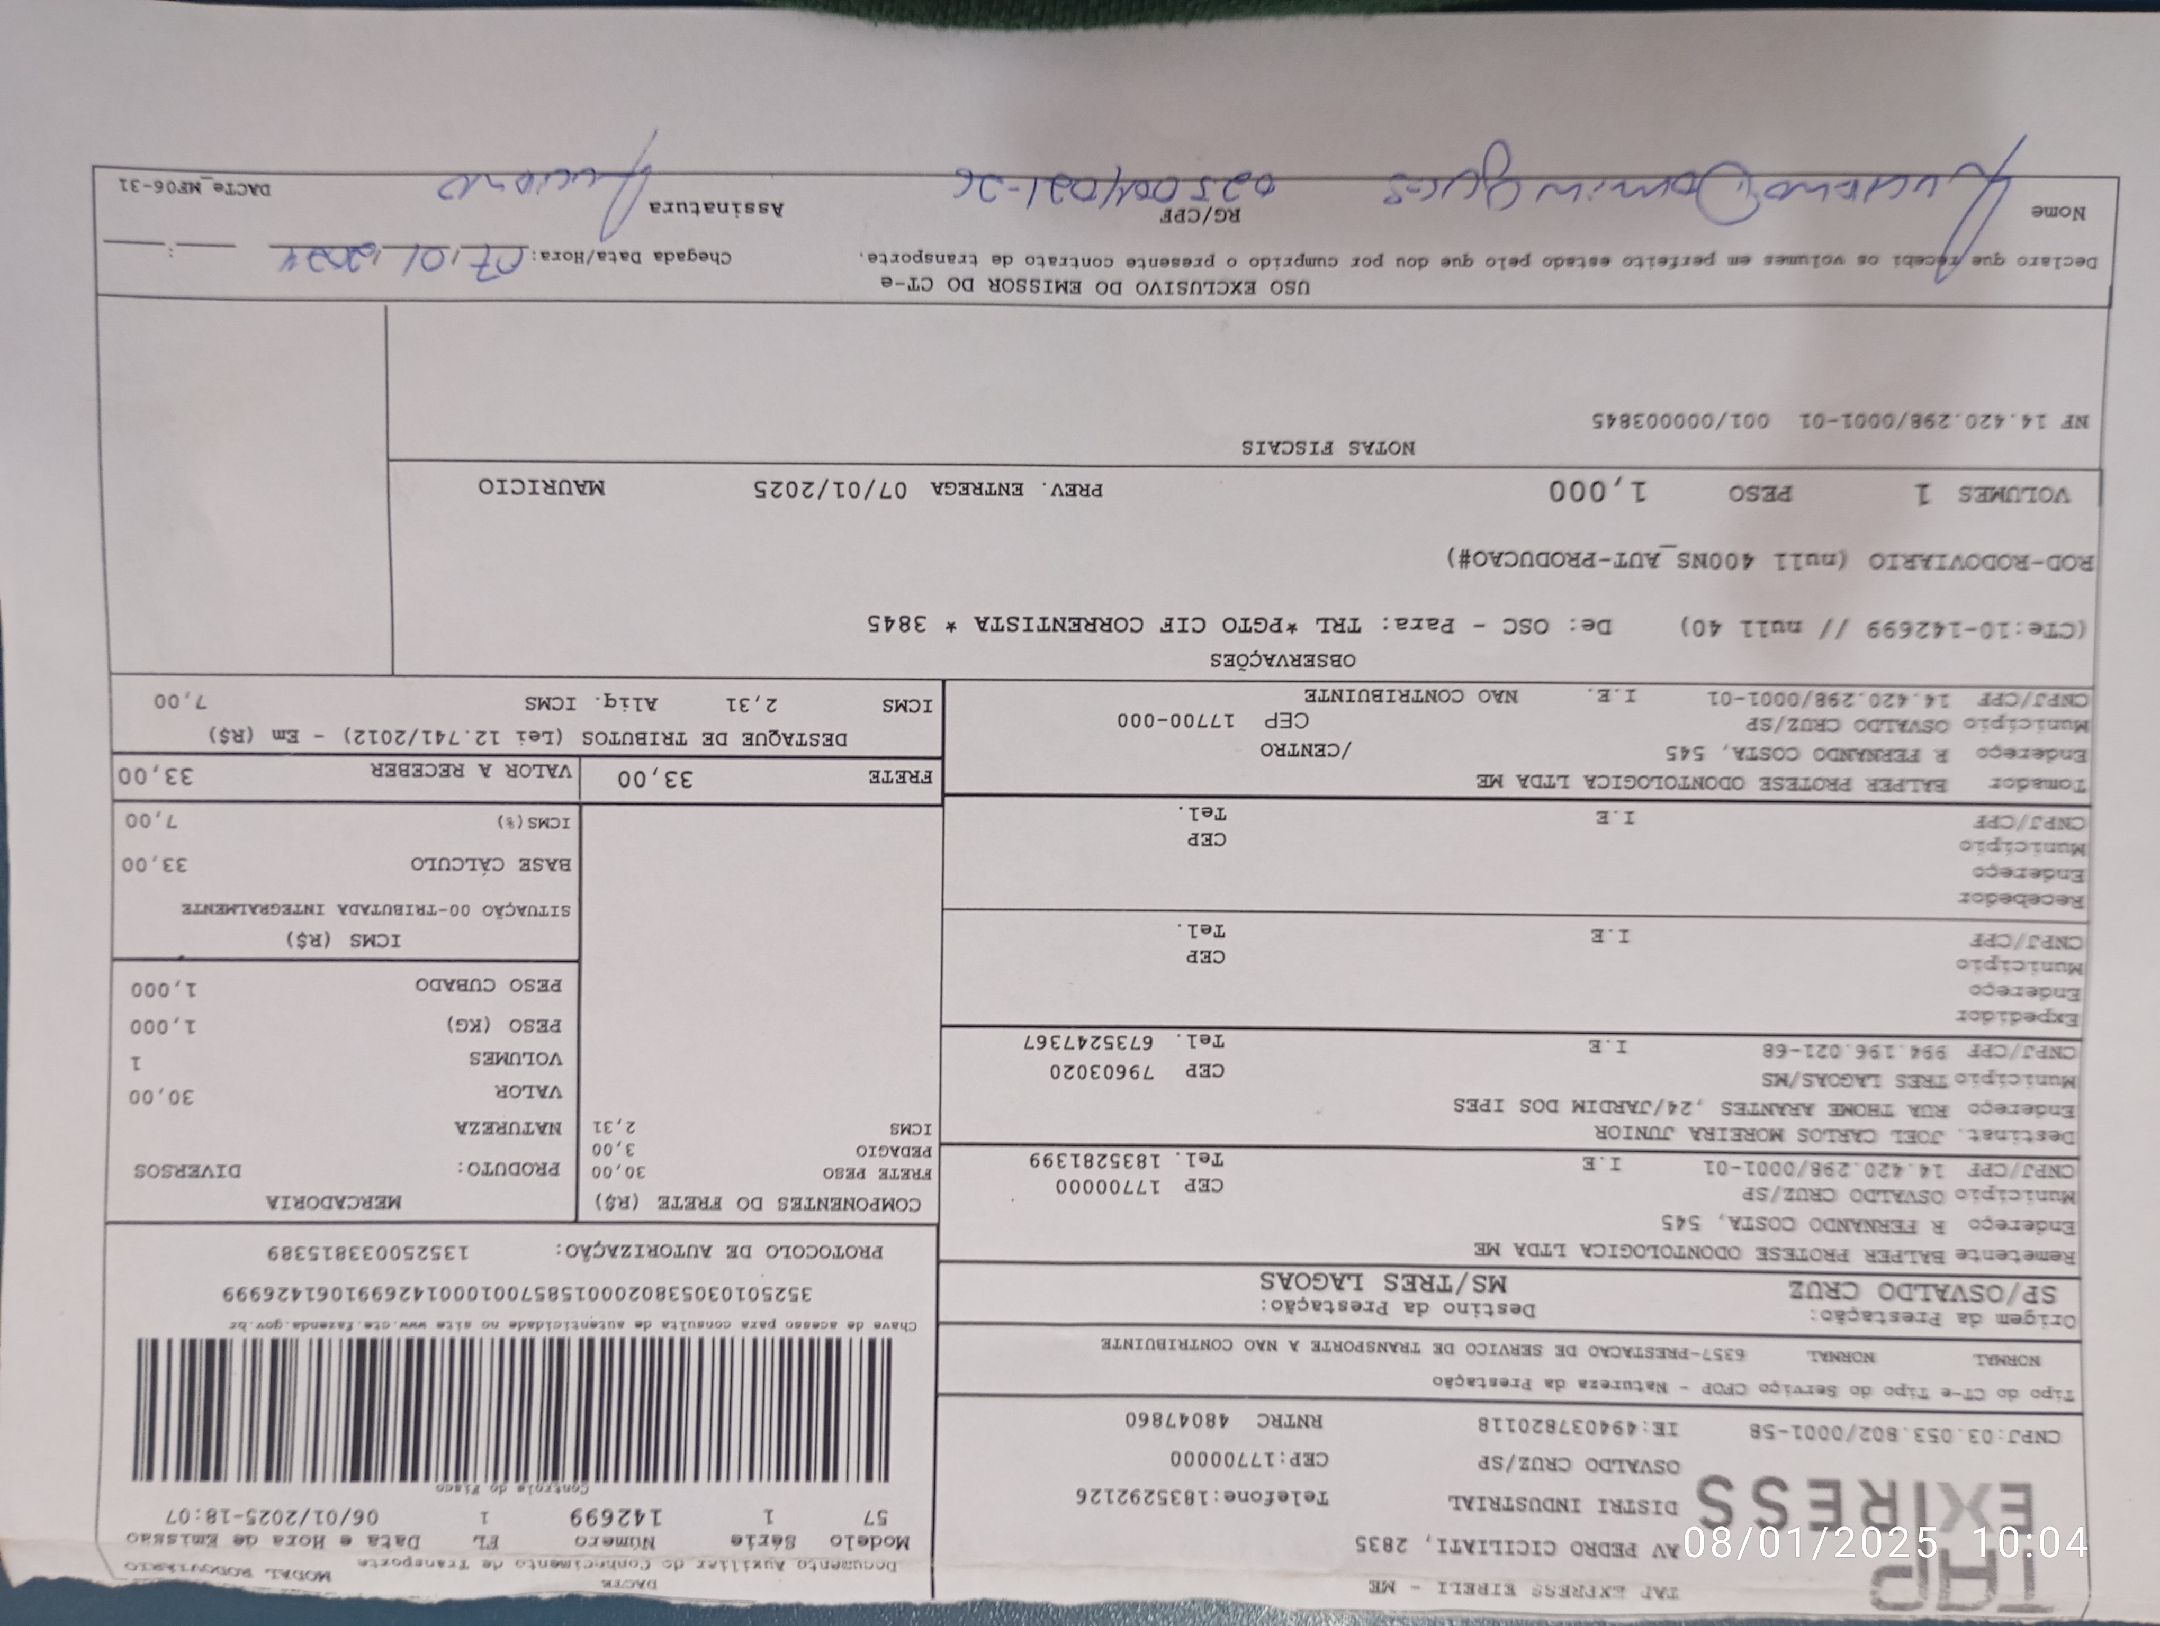 TAP
EXIRESS
TAP EXPRESS EIRELI - ME
AV PEDRO CICILIATI, 2835
DISTRI INDUSTRIAL Telefone:1835292126
OSVALDO CRUZ/SP CEP:17700000
CNPJ:03.053.802/0001-58 IE:494037820118 RNTRC 48047860
DACTE
Documento Auxiliar do Conhecimento de Transporte MODAL RODOVIÁRIO
Modelo Série Número FL Data e Hora de Emissão
57 1 142699 1 06/01/2025-18:07
Controle do Fisco
Chave de acesso para consulta de autenticidade no site www.cte.fazenda.gov.br
PROTOCOLO DE AUTORIZAÇÃO: 135250033815389
Tipo do CT-e Tipo do Serviço CFOP - Natureza da Prestação
NORMAL NORMAL 6357-PRESTACAO DE SERVICO DE TRANSPORTE A NAO CONTRIBUINTE
Origem da Prestação: Destino da Prestação:
SP/OSVALDO CRUZ MS/TRES LAGOAS
Remetente BALPER PROTESE ODONTOLOGICA LTDA ME
Endereço R FERNANDO COSTA, 545
Município OSVALDO CRUZ/SP CEP 17700000
CNPJ/CPF 14.420.298/0001-01 I.E Tel. 1835281399
Destinat. JOEL CARLOS MOREIRA JUNIOR
Endereço RUA THOME ARANTES ,24/JARDIM DOS IPES
Município TRES LAGOAS/MS CEP 79603020
CNPJ/CPF 994.196.021-68 I.E Tel. 6735247367
Expedidor
Endereço
Município CEP
CNPJ/CPF I.E Tel.
Recebedor
Endereço
Município CEP
CNPJ/CPF I.E Tel.
Tomador BALPER PROTESE ODONTOLOGICA LTDA ME
Endereço R FERNANDO COSTA, 545 /CENTRO
Município OSVALDO CRUZ/SP CEP 17700-000
CNPJ/CPF 14.420.298/0001-01 I.E. NAO CONTRIBUINTE
COMPONENTES DO FRETE (R$)
FRETE PESO 30,00
PEDAGIO 3,00
ICMS 2,31
MERCADORIA
PRODUTO: DIVERSOS
NATUREZA
VALOR 30,00
VOLUMES 1
PESO (KG) 1,000
PESO CUBADO 1,000
ICMS (R$)
SITUAÇÃO 00-TRIBUTADA INTEGRALMENTE
BASE CÁLCULO 33,00
ICMS(%) 7,00
FRETE 33,00 VALOR A RECEBER 33,00
DESTAQUE DE TRIBUTOS (Lei 12.741/2012) - Em (R$)
ICMS 2,31 Aliq. ICMS 7,00
OBSERVAÇÕES
(CTe:10-142699 // null 40) De: OSC - Para: TRL *PGTO CIF CORRENTISTA * 3845
ROD-RODOVIARIO (null 400NS_AUT-PRODUCAO#)
VOLUMES 1 PESO 1,000 PREV. ENTREGA 07/01/2025 MAURICIO
NOTAS FISCAIS
NF 14.420.298/0001-01 001/000003845
USO EXCLUSIVO DO EMISSOR DO CT-e
Declaro que recebi os volumes em perfeito estado pelo que dou por cumprido o presente contrato de transporte. Chegada Data/Hora: 07/01/2024 __:__
Nome RG/CPF Assinatura DACTe_MF06-31
Luciano Domingues Luciano
08/01/2025 10:04